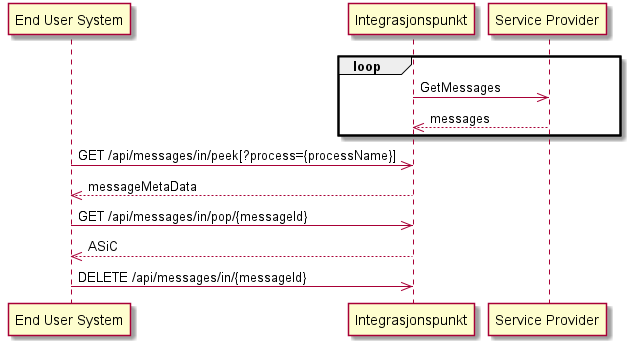 End User System Integrasjonspunkt Service Provider
loop
GetMessages
messages
GET /api/messages/in/peek[?process={processName}]
messageMetaData
GET /api/messages/in/pop/{messageId}
ASiC
DELETE /api/messages/in/{messageId}
End User System Integrasjonspunkt Service Provider